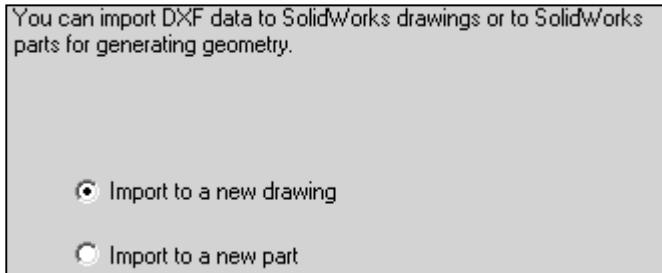 You can import DXF data to SolidWorks drawings or to SolidWorks
parts for generating geometry.
Import to a new drawing
Import to a new part